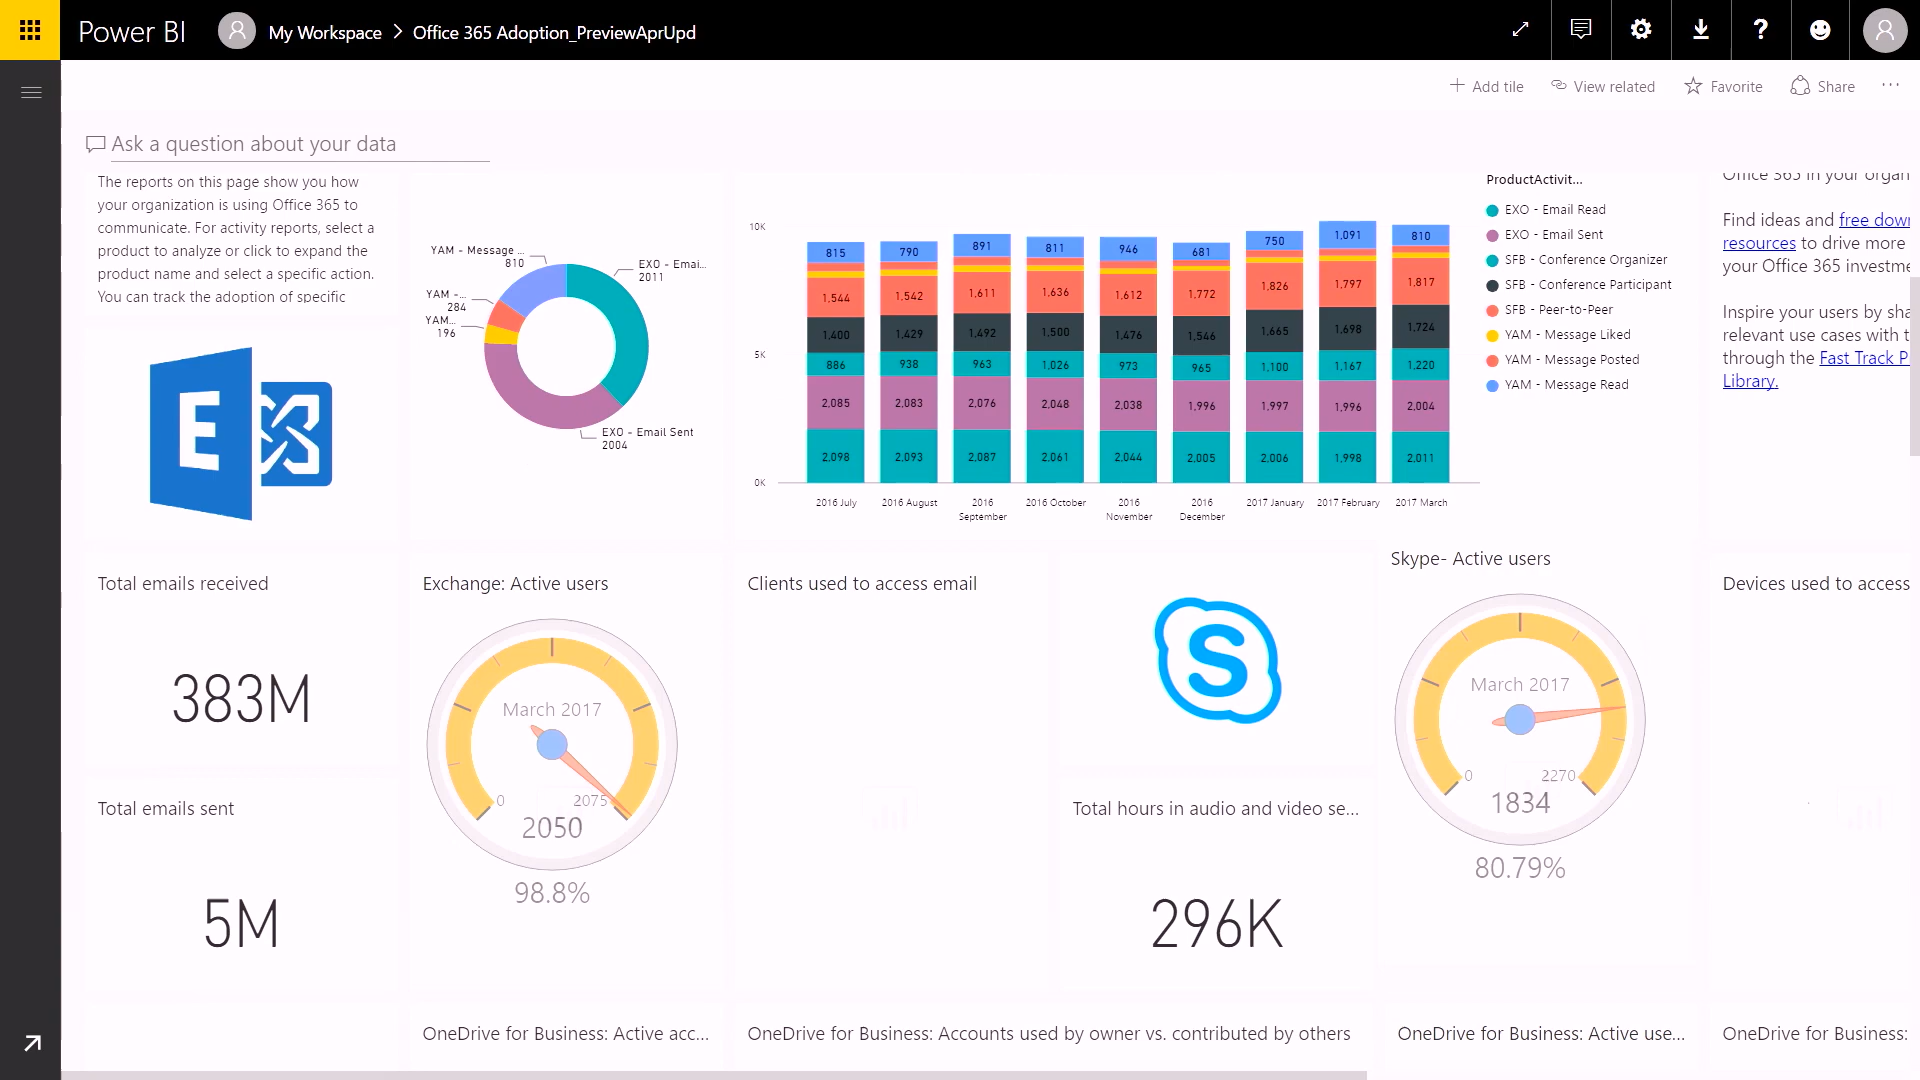 Power BI
My Workspace > Office 365 Adoption_PreviewAprUpd
Add tile
View related
Favorite
Share
...
Ask a question about your data
The reports on this page show you how
your organization is using Office 365 to
communicate. For activity reports, select a
product to analyze or click to expand the
product name and select a specific action.
You can track the adoption of specific
YAM - Message ...
810
EXO - Emai...
2011
YAM -...
284
YAM...
196
EXO - Email Sent
2004
10K
5K
0K
815 790 891 811 946 681 750 1,091 810
1,544 1,542 1,611 1,636 1,612 1,772 1,826 1,797 1,817
1,400 1,429 1,492 1,500 1,476 1,546 1,665 1,698 1,724
886 938 963 1,026 973 965 1,100 1,167 1,220
2,085 2,083 2,076 2,048 2,038 1,996 1,997 1,996 2,004
2,098 2,093 2,087 2,061 2,044 2,005 2,006 1,998 2,011
2016 July 2016 August 2016 2016 October 2016 2016 2017 January 2017 February 2017 March
September November December
ProductActivit...
EXO - Email Read
EXO - Email Sent
SFB - Conference Organizer
SFB - Conference Participant
SFB - Peer-to-Peer
YAM - Message Liked
YAM - Message Posted
YAM - Message Read
Office 365 in your organ
Find ideas and free dow
resources to drive more
your Office 365 investme
Inspire your users by sha
relevant use cases with t
through the Fast Track P
Library.
E
Total emails received
383M
Total emails sent
5M
Exchange: Active users
March 2017
0 2075
2050
98.8%
Clients used to access email
S
Total hours in audio and video se...
296K
Skype- Active users
March 2017
0 2270
1834
80.79%
Devices used to access
OneDrive for Business: Active acc...
OneDrive for Business: Accounts used by owner vs. contributed by others
OneDrive for Business: Active use...
OneDrive for Business: